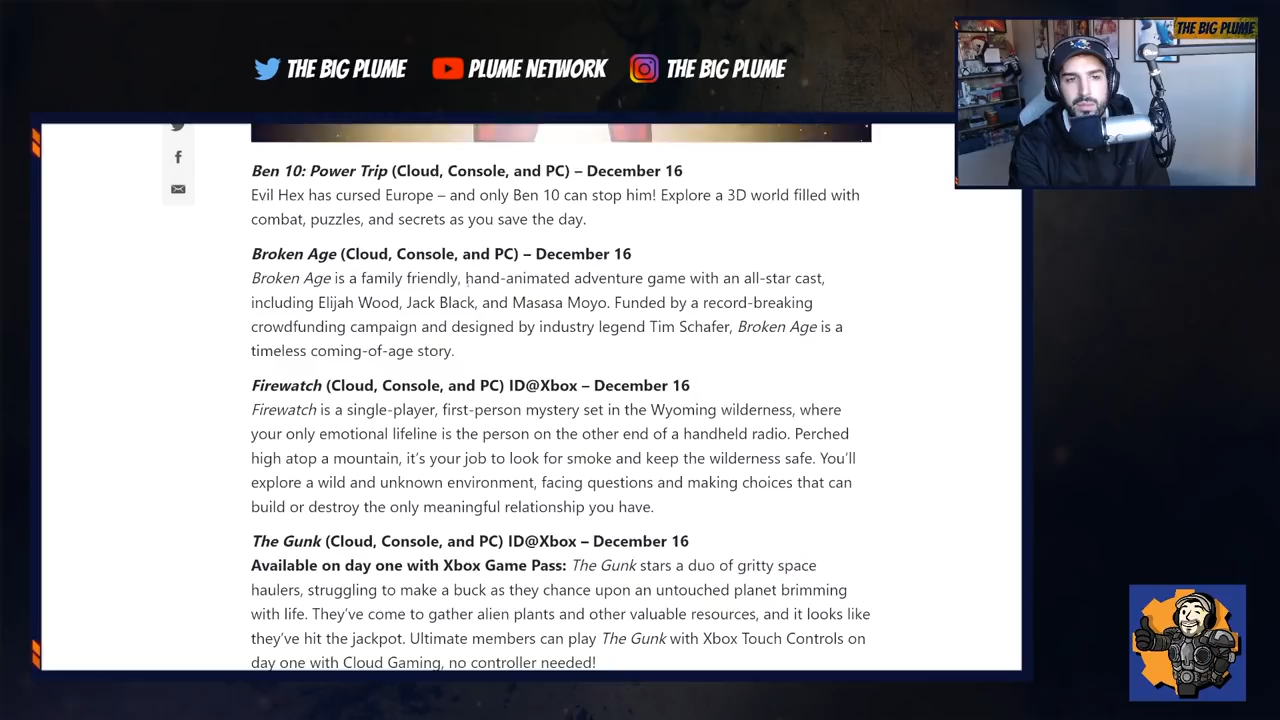 THE BIG PLUME
THE BIG PLUME PLUME NETWORK THE BIG PLUME
Ben 10: Power Trip (Cloud, Console, and PC) – December 16
Evil Hex has cursed Europe – and only Ben 10 can stop him! Explore a 3D world filled with
combat, puzzles, and secrets as you save the day.
Broken Age (Cloud, Console, and PC) – December 16
Broken Age is a family friendly, hand-animated adventure game with an all-star cast,
including Elijah Wood, Jack Black, and Masasa Moyo. Funded by a record-breaking
crowdfunding campaign and designed by industry legend Tim Schafer, Broken Age is a
timeless coming-of-age story.
Firewatch (Cloud, Console, and PC) ID@Xbox – December 16
Firewatch is a single-player, first-person mystery set in the Wyoming wilderness, where
your only emotional lifeline is the person on the other end of a handheld radio. Perched
high atop a mountain, it’s your job to look for smoke and keep the wilderness safe. You’ll
explore a wild and unknown environment, facing questions and making choices that can
build or destroy the only meaningful relationship you have.
The Gunk (Cloud, Console, and PC) ID@Xbox – December 16
Available on day one with Xbox Game Pass: The Gunk stars a duo of gritty space
haulers, struggling to make a buck as they chance upon an untouched planet brimming
with life. They’ve come to gather alien plants and other valuable resources, and it looks like
they’ve hit the jackpot. Ultimate members can play The Gunk with Xbox Touch Controls on
day one with Cloud Gaming, no controller needed!